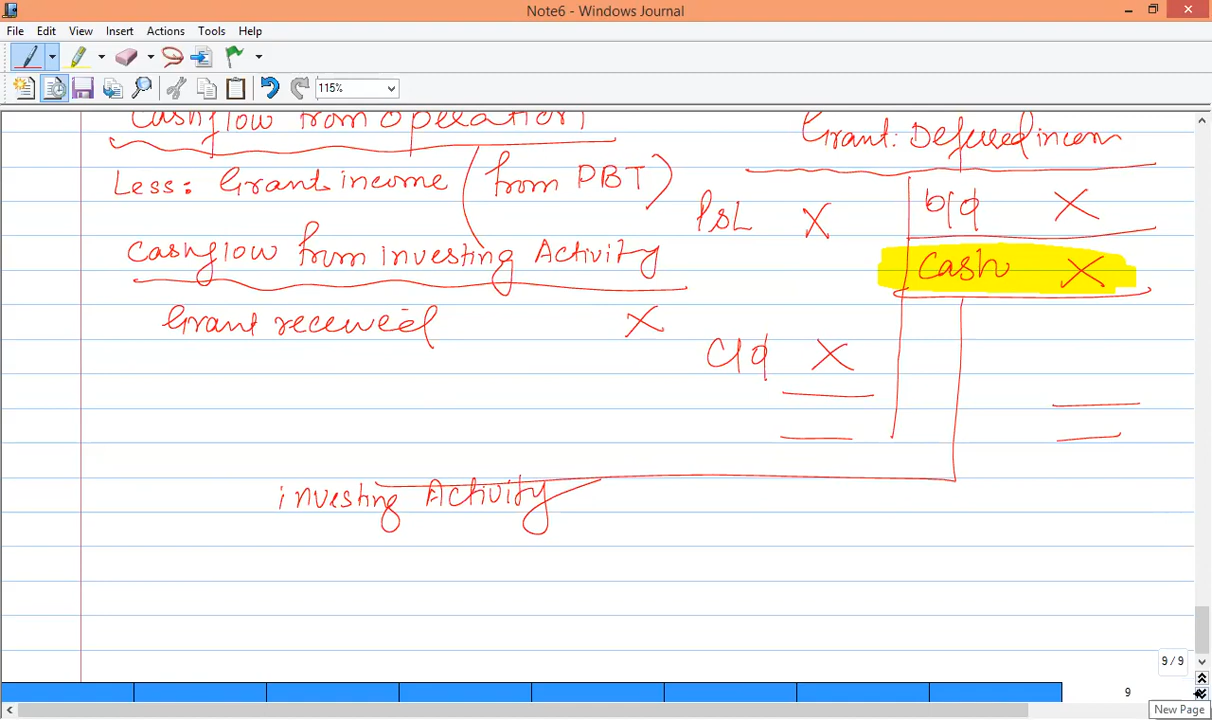 Note6 - Windows Journal
File Edit View Insert Actions Tools Help
115%
Cashflow from operation
Less: Grant income (from PBT)
Cashflow from investing Activity
Grant received X
Grant: Deferred incom
P&L X b/d X
Cash X
C/d X
investing Activity
9 / 9
9
New Page